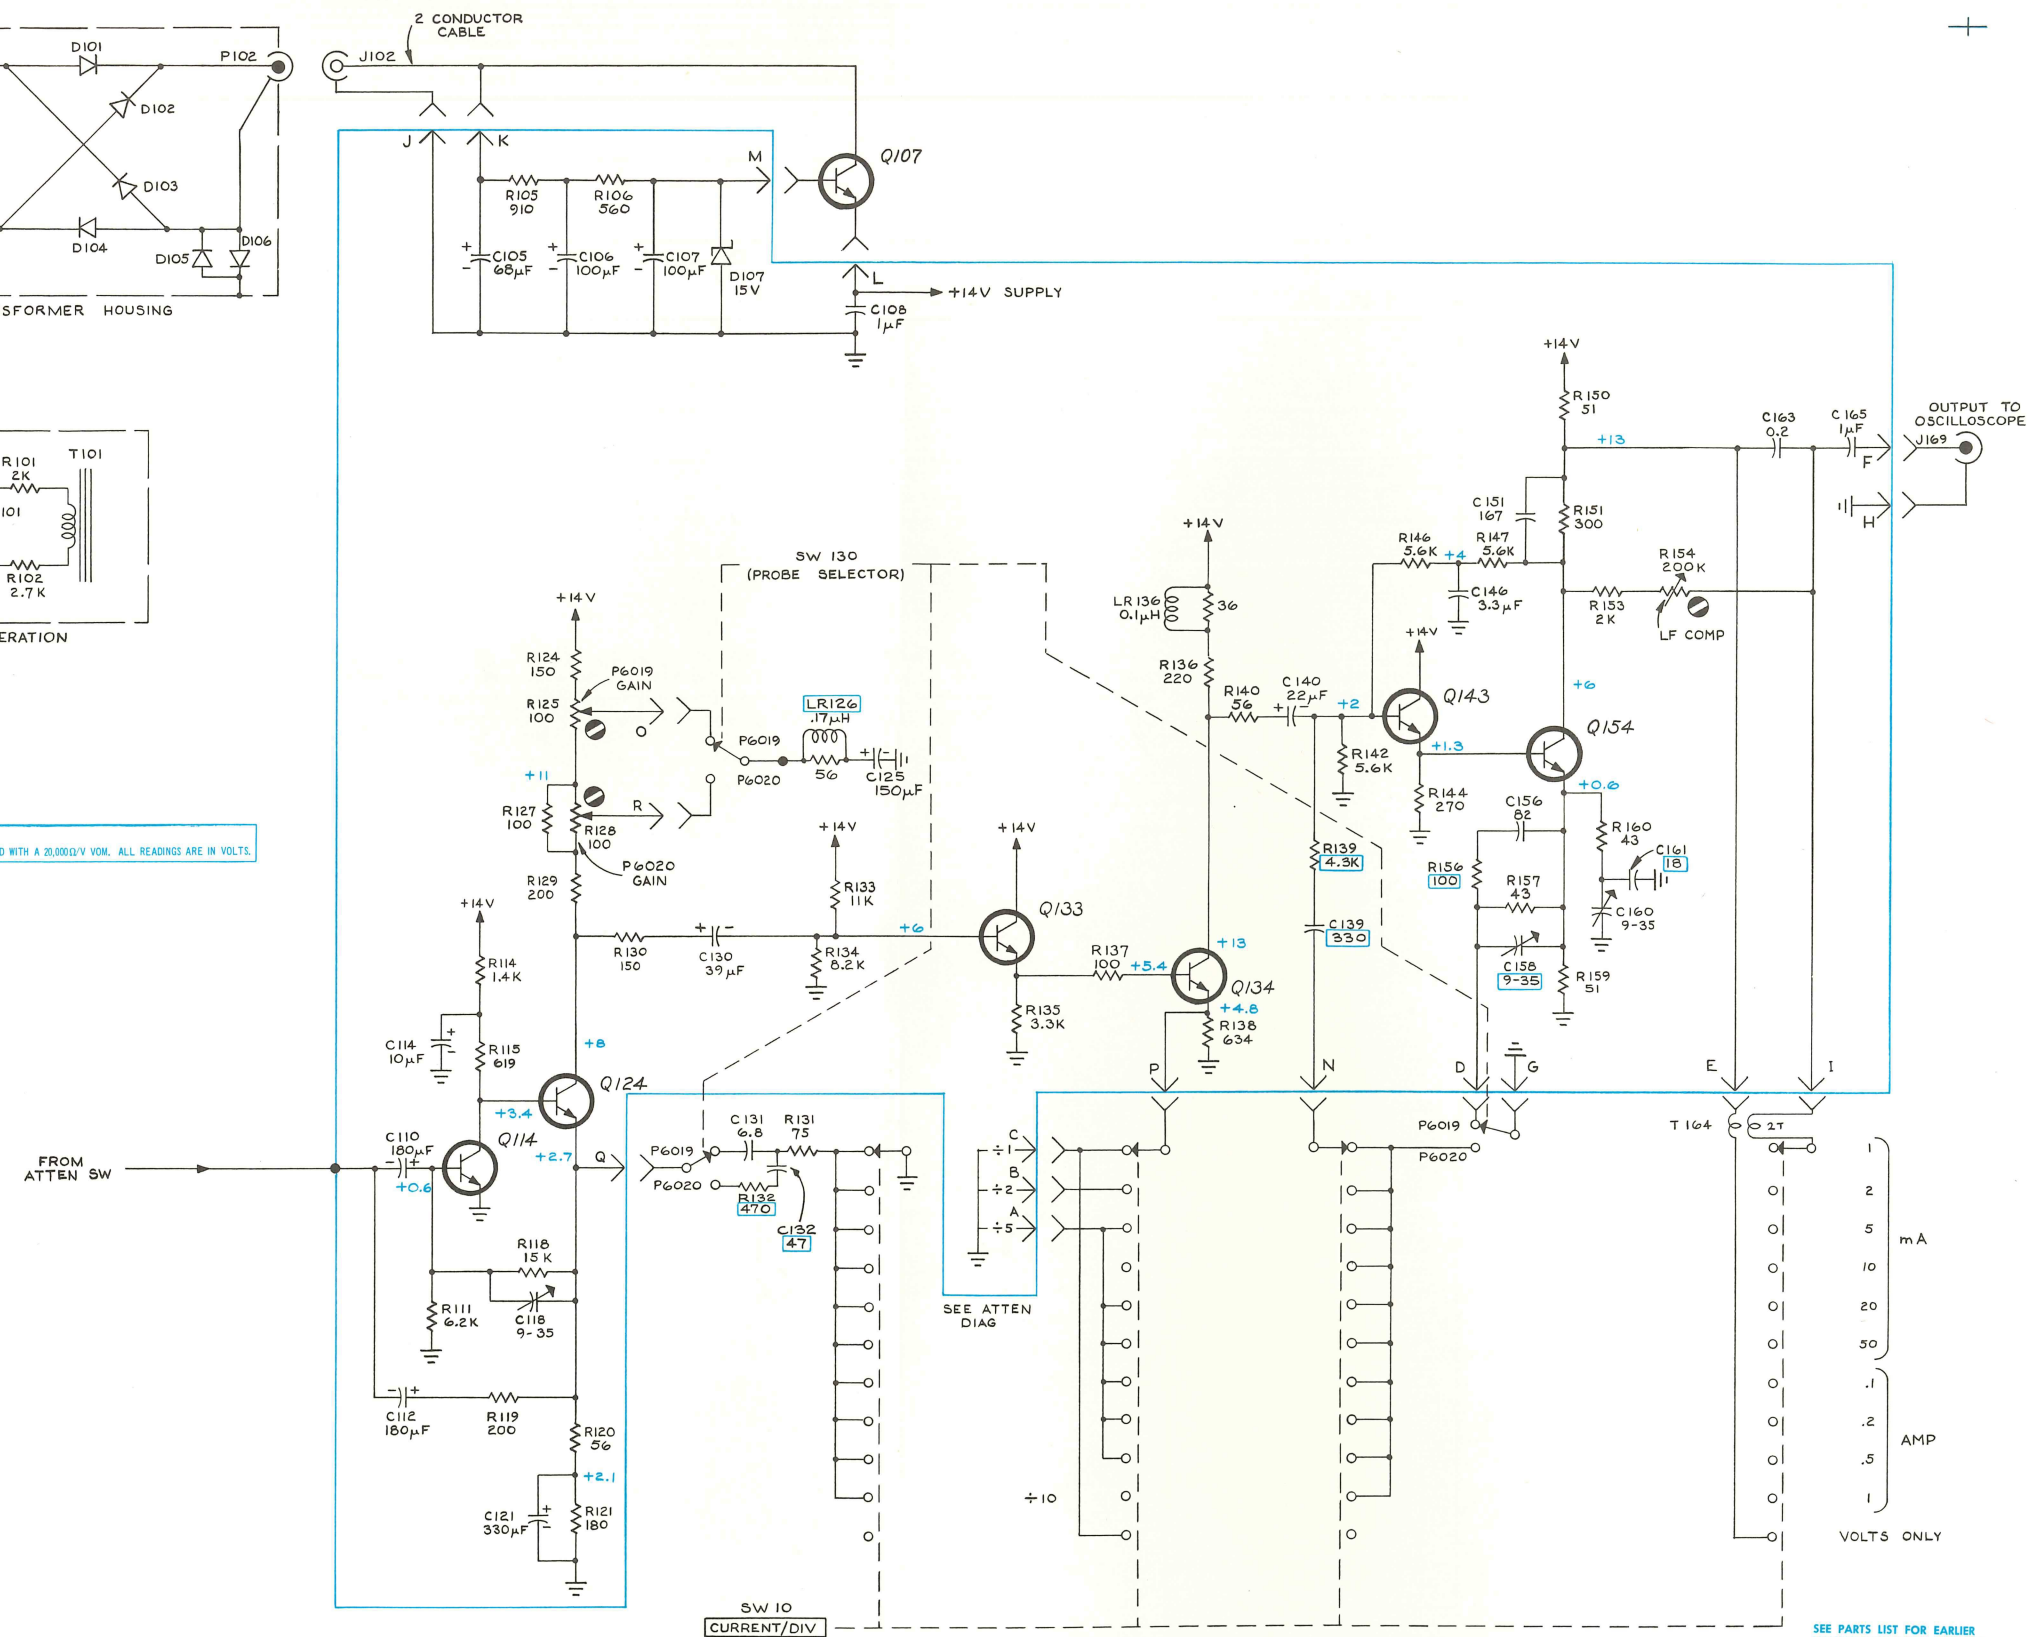 2 CONDUCTOR
CABLE
D101
P102
J102
D102
D103
D104
D105
D106
SFORMER HOUSING
J
K
M
Q107
R105
910
R106
560
+
-
C105
68µF
+
-
C106
100µF
+
-
C107
100µF
D107
15V
L
+14V SUPPLY
C108
1µF
R101
2K
T101
101
R102
2.7K
ERATION
D WITH A 20,000Ω/V VOM. ALL READINGS ARE IN VOLTS.
+14V
R150
51
+13
C163
0.2
C165
1µF
OUTPUT TO
OSCILLOSCOPE
J169
F
H
C151
167
R151
300
R146
5.6K
+4
R147
5.6K
C146
3.3µF
R154
200K
R153
2K
LF COMP
SW 130
(PROBE SELECTOR)
+14V
LR136
0.1µH
36
R136
220
R140
56
C140
22µF
+
-
+2
+14V
Q143
+1.3
R142
5.6K
R144
270
+6
Q154
+0.6
+14V
R124
150
P6019
GAIN
R125
100
O
P6019
P6020
LR126
.17µH
56
+
-
C125
150µF
+11
R127
100
R128
100
R
P6020
GAIN
R129
200
+14V
R133
11K
+14V
Q133
R130
150
+
-
C130
39µF
R134
8.2K
+6
R135
3.3K
R137
100
+5.4
+13
Q134
+4.8
R138
634
R139
4.3K
C139
330
C156
82
R156
100
R157
43
C158
9-35
R159
51
R160
43
C161
18
C160
9-35
+14V
R114
1.4K
C114
10µF
+
-
R115
619
+8
Q124
+3.4
Q114
+2.7
Q
C110
180µF
-
+
+0.6
FROM
ATTEN SW
R118
15K
C118
9-35
R111
6.2K
-
+
C112
180µF
R119
200
R120
56
+2.1
C121
330µF
+
-
R121
180
P6019
P6020
C131
6.8
R131
75
R132
470
C132
47
C
÷1
B
÷2
A
÷5
SEE ATTEN
DIAG
÷10
P
N
D
G
E
I
P6019
P6020
T164
2T
1
2
5
10
20
50
mA
.1
.2
.5
1
AMP
VOLTS ONLY
SW 10
CURRENT/DIV
SEE PARTS LIST FOR EARLIER